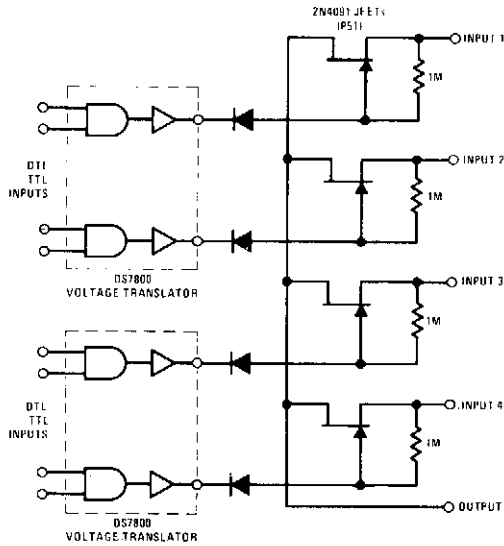 2N4091 JFETs
(P51)
INPUT 1
1M
DTL
TTL
INPUTS
INPUT 2
1M
DS7800
VOLTAGE TRANSLATOR
INPUT 3
1M
DTL
TTL
INPUTS
INPUT 4
1M
OUTPUT
DS7800
VOLTAGE TRANSLATOR